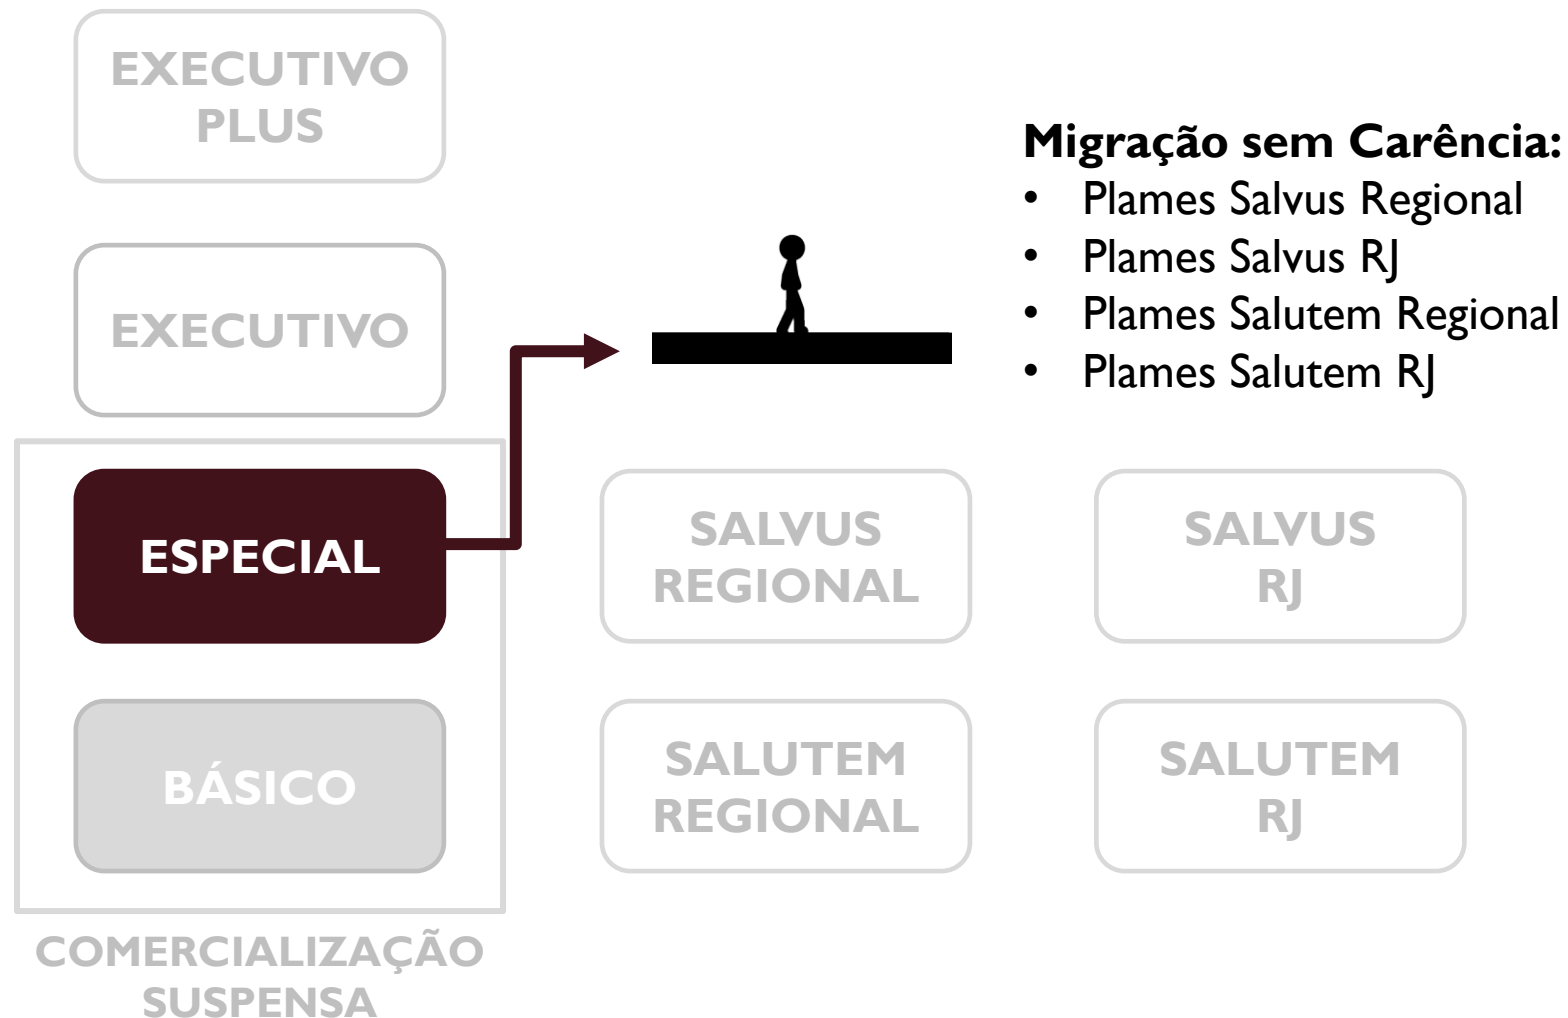 EXECUTIVO
PLUS
Migração sem Carência:
• Plames Salvus Regional
• Plames Salvus RJ
• Plames Salutem Regional
• Plames Salutem RJ
EXECUTIVO
ESPECIAL
SALVUS
REGIONAL
SALVUS
RJ
BÁSICO
SALUTEM
REGIONAL
SALUTEM
RJ
COMERCIALIZAÇÃO
SUSPENSA